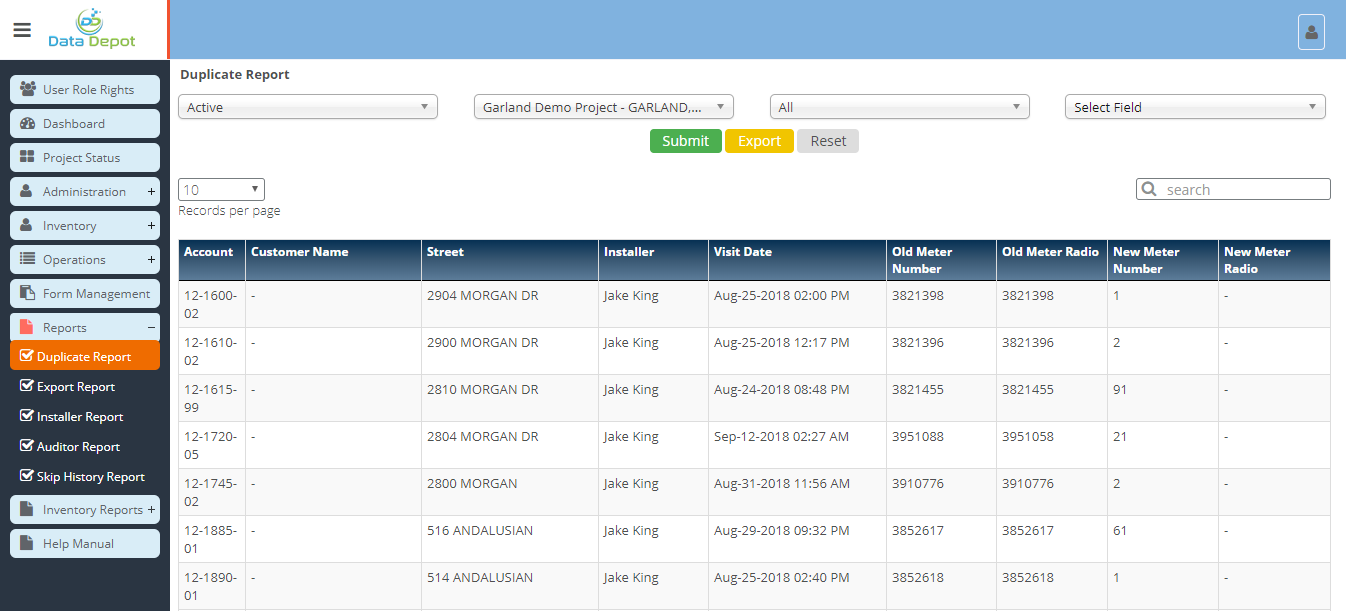 Data Depot
User Role Rights
Dashboard
Project Status
Administration +
Inventory +
Operations +
Form Management
Reports −
Duplicate Report
Export Report
Installer Report
Auditor Report
Skip History Report
Inventory Reports +
Help Manual
Duplicate Report
Active Garland Demo Project - GARLAND,... All Select Field
Submit Export Reset
10 search
Records per page
Account Customer Name Street Installer Visit Date Old Meter Old Meter Radio New Meter New Meter
Number Number Radio
12-1600- - 2904 MORGAN DR Jake King Aug-25-2018 02:00 PM 3821398 3821398 1 -
02
12-1610- - 2900 MORGAN DR Jake King Aug-25-2018 12:17 PM 3821396 3821396 2 -
02
12-1615- - 2810 MORGAN DR Jake King Aug-24-2018 08:48 PM 3821455 3821455 91 -
99
12-1720- - 2804 MORGAN DR Jake King Sep-12-2018 02:27 AM 3951088 3951058 21 -
05
12-1745- - 2800 MORGAN Jake King Aug-31-2018 11:56 AM 3910776 3910776 2 -
02
12-1885- - 516 ANDALUSIAN Jake King Aug-29-2018 09:32 PM 3852617 3852617 61 -
01
12-1890- - 514 ANDALUSIAN Jake King Aug-25-2018 02:40 PM 3852618 3852618 1 -
01